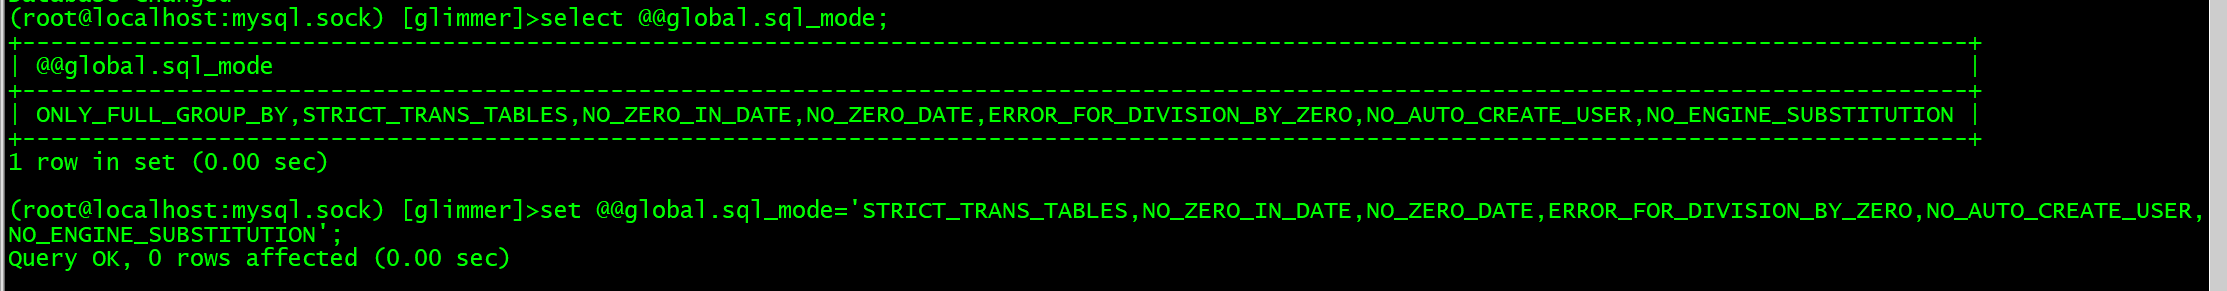 Database changed
(root@localhost:mysql.sock) [glimmer]>select @@global.sql_mode;
+-------------------------------------------------------------------------------------------------------------------------------------------+
| @@global.sql_mode                                                                                                                         |
+-------------------------------------------------------------------------------------------------------------------------------------------+
| ONLY_FULL_GROUP_BY,STRICT_TRANS_TABLES,NO_ZERO_IN_DATE,NO_ZERO_DATE,ERROR_FOR_DIVISION_BY_ZERO,NO_AUTO_CREATE_USER,NO_ENGINE_SUBSTITUTION |
+-------------------------------------------------------------------------------------------------------------------------------------------+
1 row in set (0.00 sec)
(root@localhost:mysql.sock) [glimmer]>set @@global.sql_mode='STRICT_TRANS_TABLES,NO_ZERO_IN_DATE,NO_ZERO_DATE,ERROR_FOR_DIVISION_BY_ZERO,NO_AUTO_CREATE_USER,
NO_ENGINE_SUBSTITUTION';
Query OK, 0 rows affected (0.00 sec)